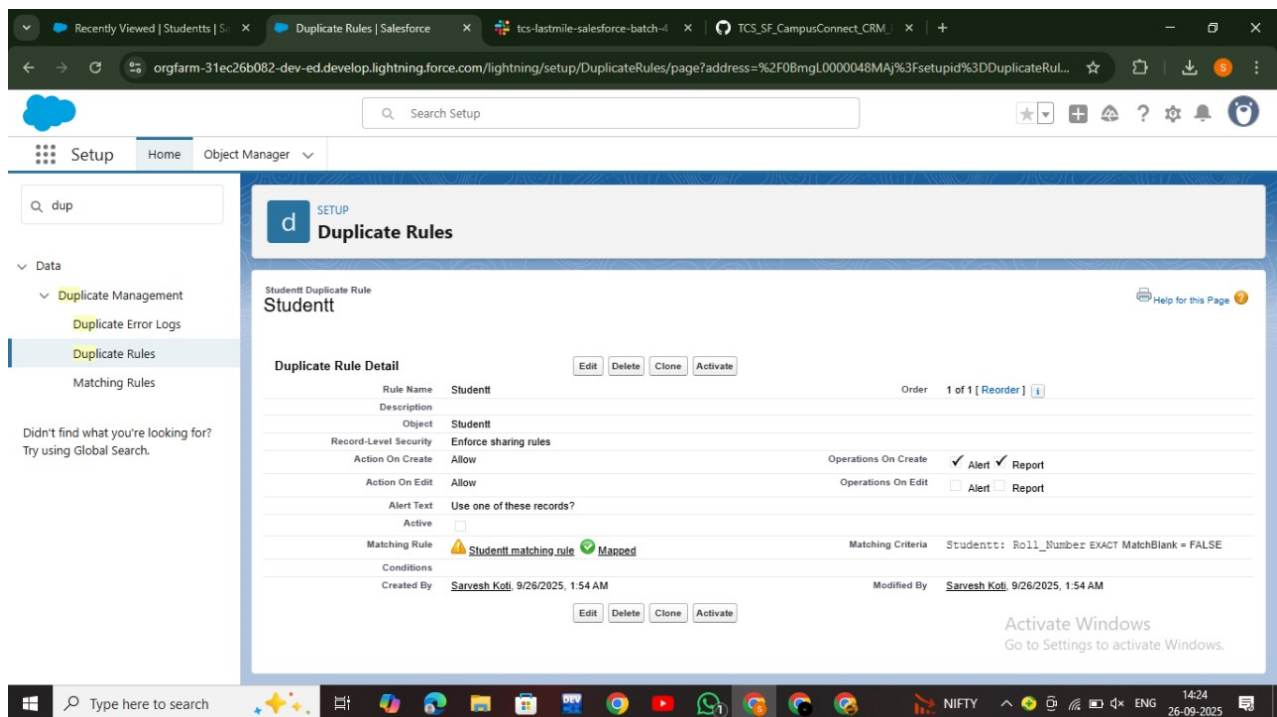 Recently Viewed | Studentts | Sa
Duplicate Rules | Salesforce
tcs-lastmile-salesforce-batch-4
TCS_SF_CampusConnect_CRM_
orgfarm-31ec26b082-dev-ed.develop.lightning.force.com/lightning/setup/DuplicateRules/page?address=%2F0BmgL0000048MAj%3Fsetupid%3DDuplicateRul...
S
Search Setup
Setup
Home
Object Manager
dup
Data
Duplicate Management
Duplicate Error Logs
Duplicate Rules
Matching Rules
Didn't find what you're looking for?
Try using Global Search.
d
SETUP
Duplicate Rules
Studentt Duplicate Rule
Studentt
Help for this Page ?
Duplicate Rule Detail Edit Delete Clone Activate
Rule Name Studentt Order 1 of 1 [ Reorder ] i
Description
Object Studentt
Record-Level Security Enforce sharing rules
Action On Create Allow Operations On Create Alert Report
Action On Edit Allow Operations On Edit Alert Report
Alert Text Use one of these records?
Active
Matching Rule Studentt matching rule Mapped Matching Criteria Studentt: Roll_Number EXACT MatchBlank = FALSE
Conditions
Created By Sarvesh Koti, 9/26/2025, 1:54 AM Modified By Sarvesh Koti, 9/26/2025, 1:54 AM
Edit Delete Clone Activate
Activate Windows
Go to Settings to activate Windows.
Type here to search
DEV
1
NIFTY
ENG
14:24
26-09-2025